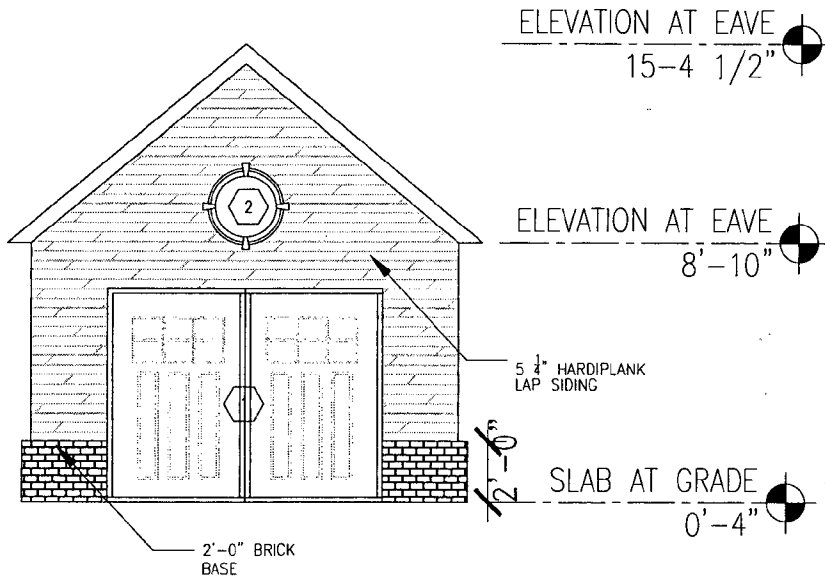 ELEVATION AT EAVE
15-4 1/2"
2
ELEVATION AT EAVE
8'-10"
5 1/4" HARDIPLANK
LAP SIDING
2'-0"
SLAB AT GRADE
0'-4"
2'-0" BRICK
BASE